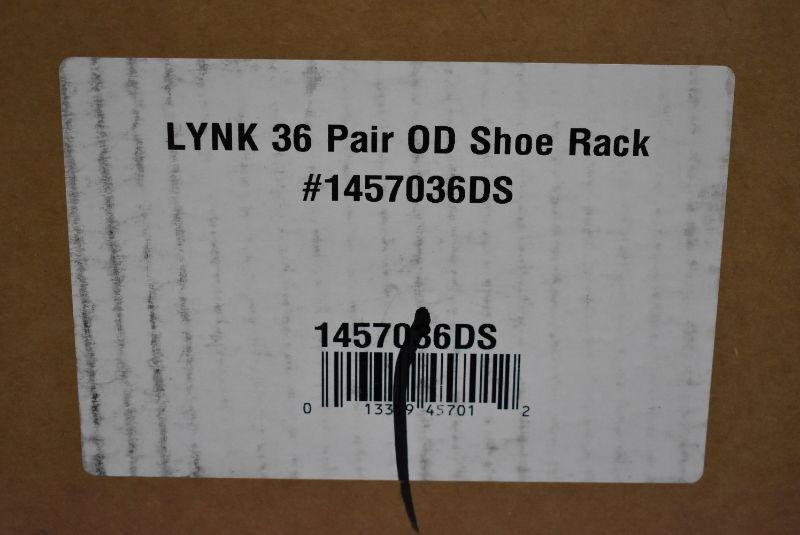 LYNK 36 Pair OD Shoe Rack
#1457036DS
1457036DS
0 45701 2